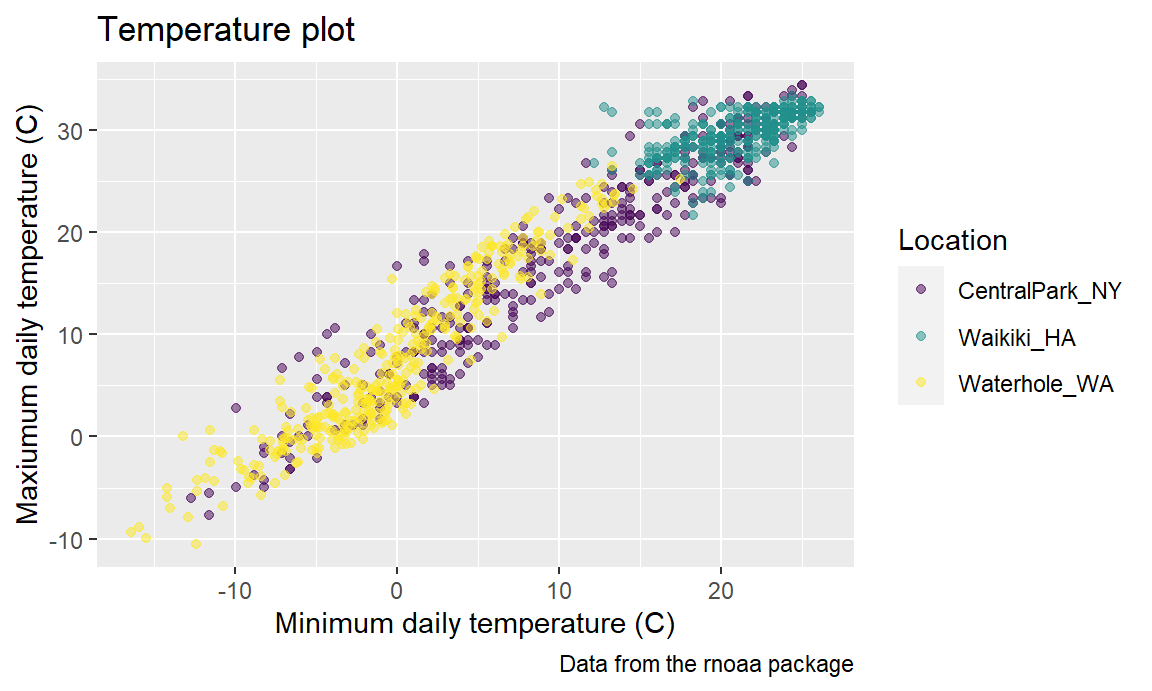 Temperature plot
Maxiumum daily temperature (C)
30
20
10
0
-10
-10 0 10 20
Minimum daily temperature (C)
Data from the rnoaa package
Location
CentralPark_NY
Waikiki_HA
Waterhole_WA